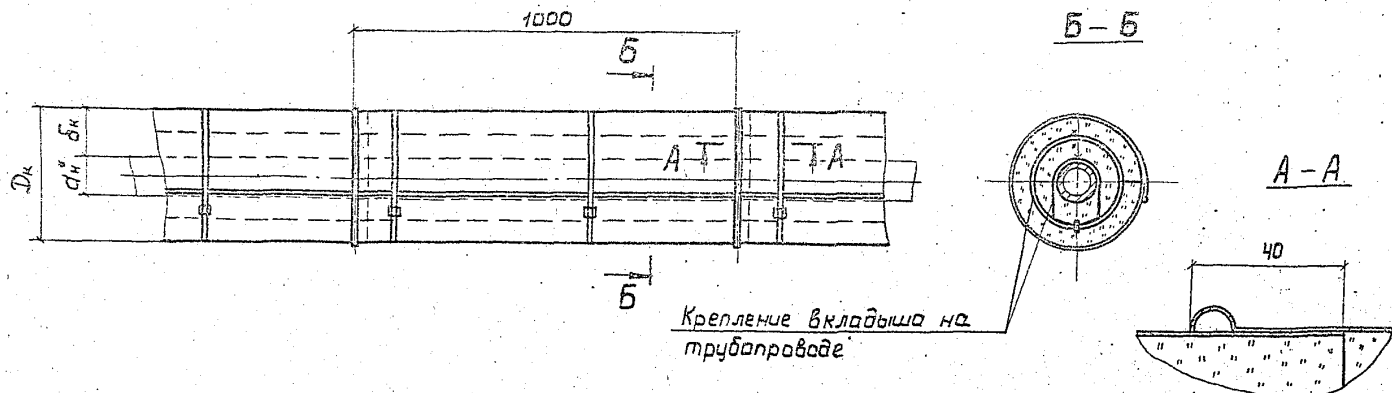 1000
Б
Б - Б
А
А
А - А
Dк
dн
δк
40
Б
Крепление вкладыша на
трубопроводе